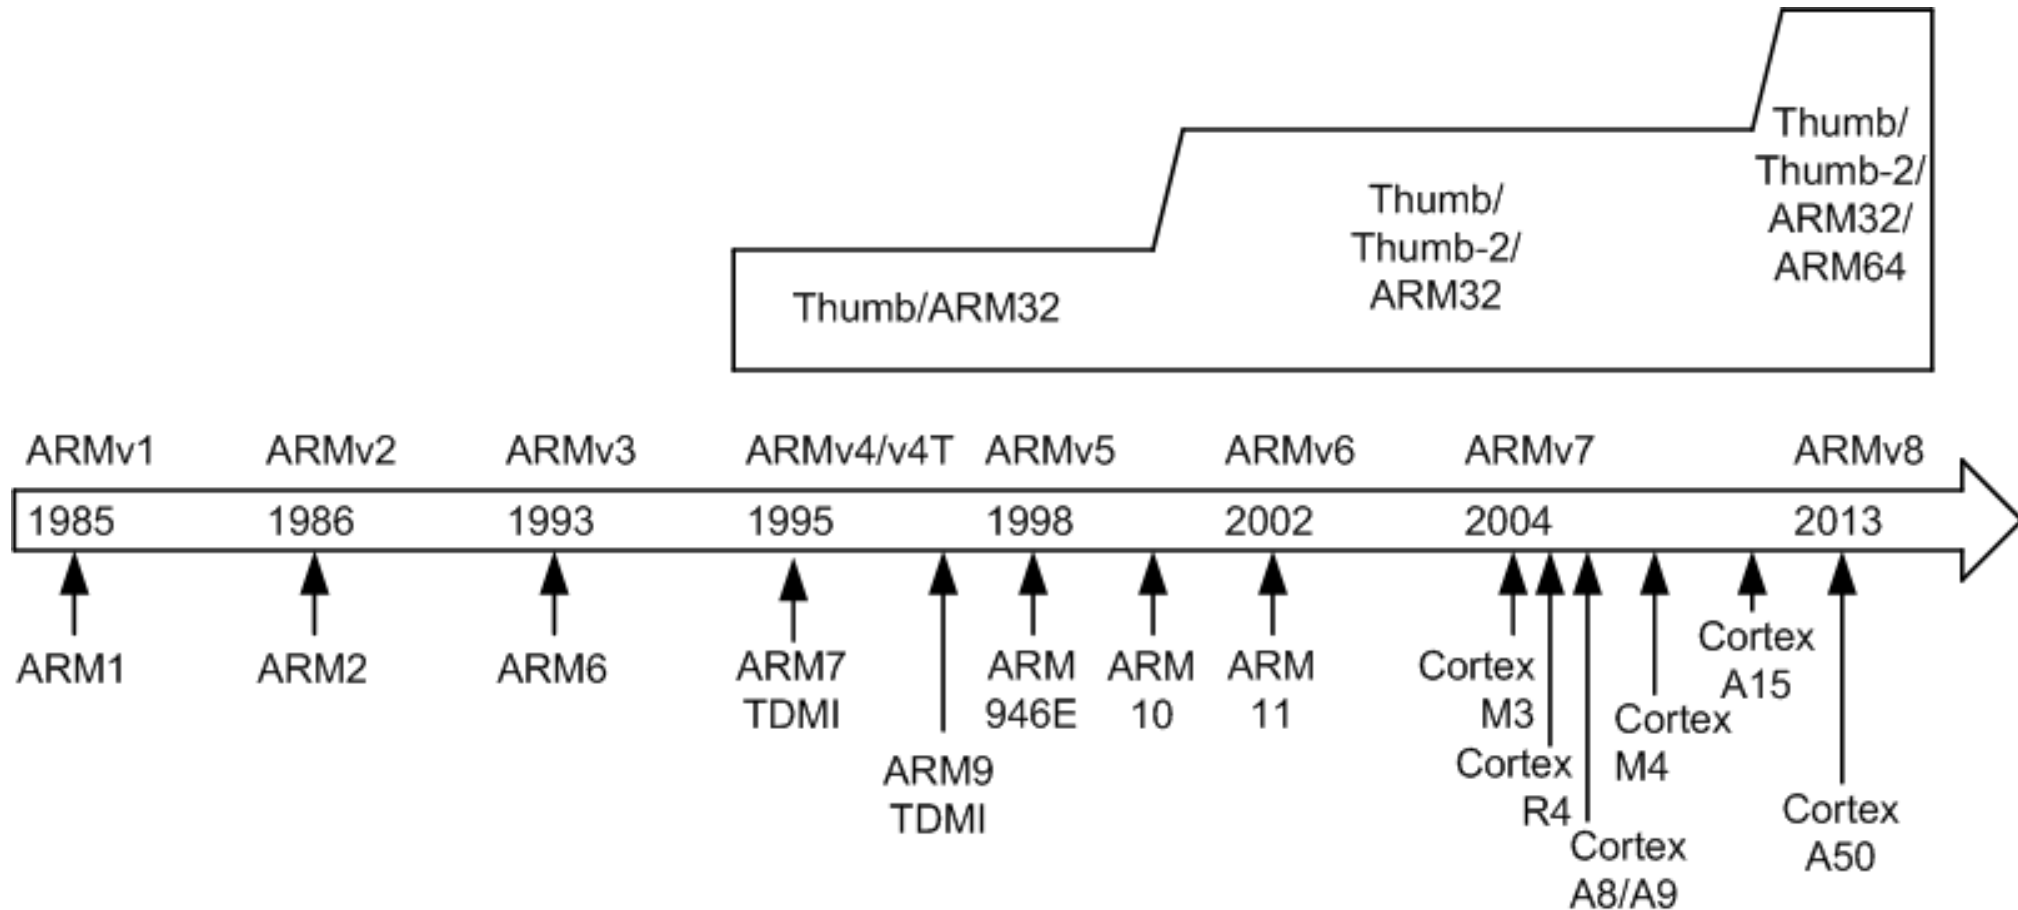 Thumb/
Thumb-2/
ARM32/
ARM64
Thumb/
Thumb-2/
ARM32
Thumb/ARM32
ARMv1 ARMv2 ARMv3 ARMv4/v4T ARMv5 ARMv6 ARMv7 ARMv8
1985 1986 1993 1995 1998 2002 2004 2013
ARM1
ARM2
ARM6
ARM7
TDMI
ARM9
TDMI
ARM
946E
ARM
10
ARM
11
Cortex
M3
Cortex
R4
Cortex
A8/A9
Cortex
M4
Cortex
A15
Cortex
A50